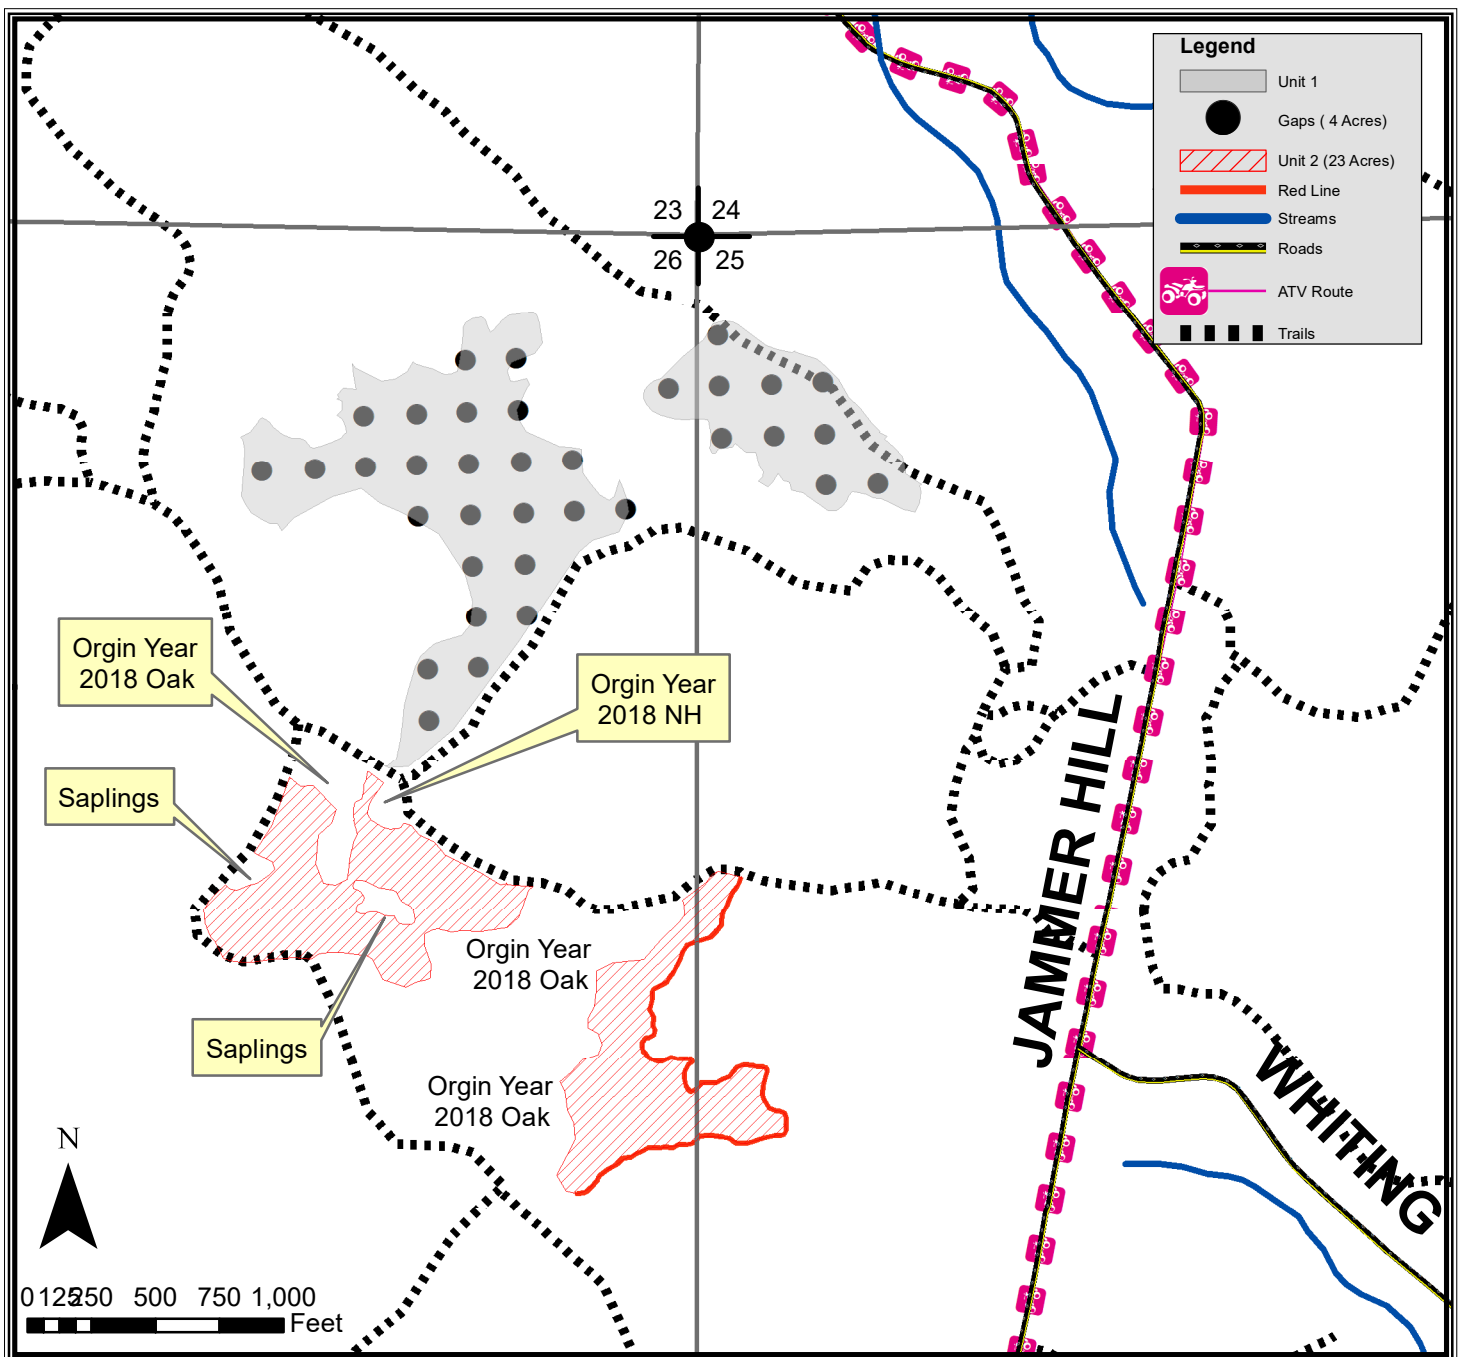 Legend
Unit 1
Gaps ( 4 Acres)
Unit 2 (23 Acres)
Red Line
Streams
Roads
ATV Route
Trails
23 24
26 25
Orgin Year
2018 Oak
Orgin Year
2018 NH
Saplings
Orgin Year
2018 Oak
Saplings
Orgin Year
2018 Oak
JAMMER HILL
WHITING
N
0 125 250 500 750 1,000
Feet